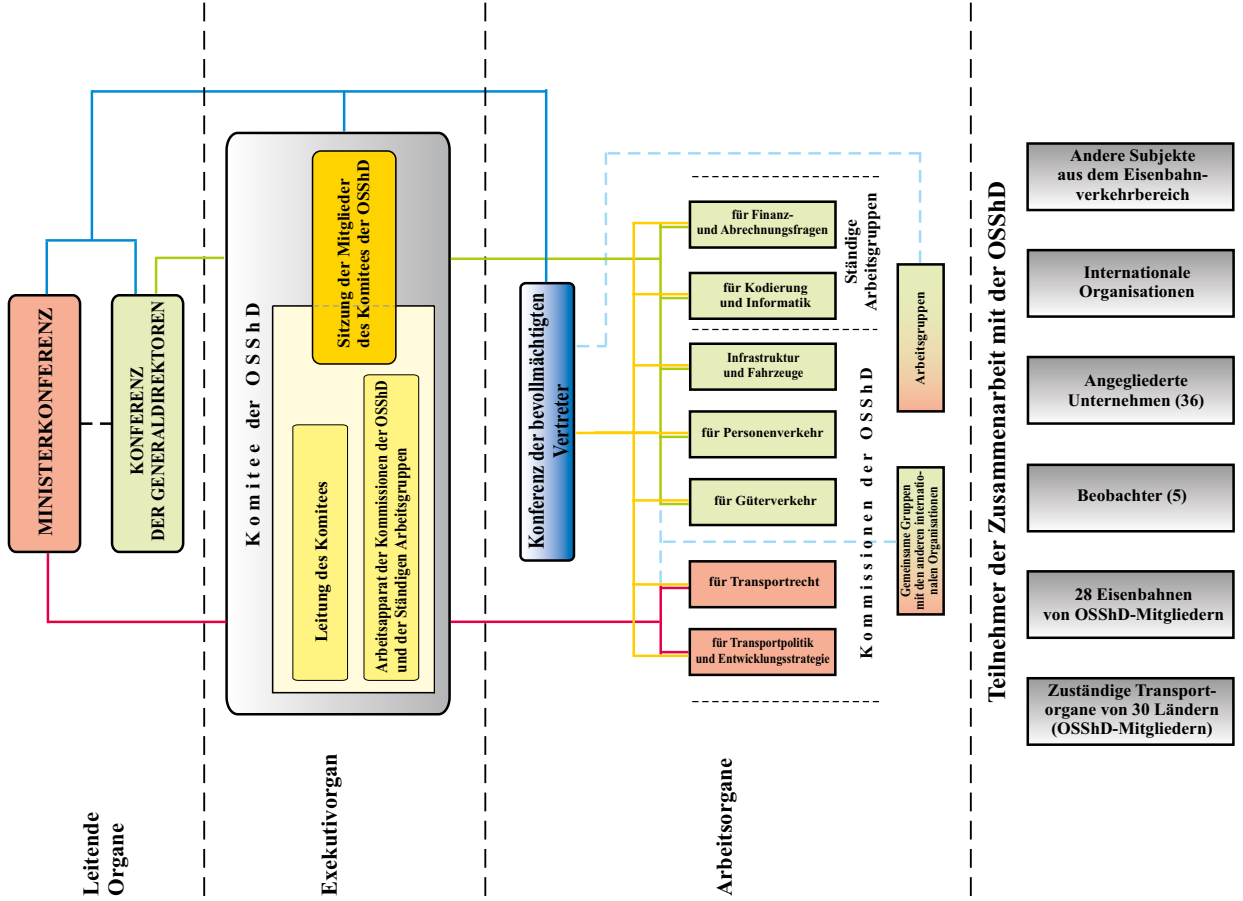 Leitende
Organe
MINISTERKONFERENZ
KONFERENZ
DER GENERALDIREKTOREN
Exekutivorgan
Komitee der OSShD
Leitung des Komitees
Arbeitsapparat der Kommissionen der OSShD
und der Ständigen Arbeitsgruppen
Sitzung der Mitglieder
des Komitees der OSShD
Konferenz der bevollmächtigten
Vertreter
Arbeitsorgane
für Transportpolitik
und Entwicklungsstrategie
für Transportrecht
für Güterverkehr
für Personenverkehr
Infrastruktur
und Fahrzeuge
für Kodierung
und Informatik
für Finanz-
und Abrechnungsfragen
Kommissionen der OSShD
Ständige
Arbeitsgruppen
Gemeinsame Gruppen
mit den anderen internatio-
nalen Organisationen
Arbeitsgruppen
Teilnehmer der Zusammenarbeit mit der OSShD
Zuständige Transport-
organe von 30 Ländern
(OSShD-Mitgliedern)
28 Eisenbahnen
von OSShD-Mitgliedern
Beobachter (5)
Angegliederte
Unternehmen (36)
Internationale
Organisationen
Andere Subjekte
aus dem Eisenbahn-
verkehrbereich